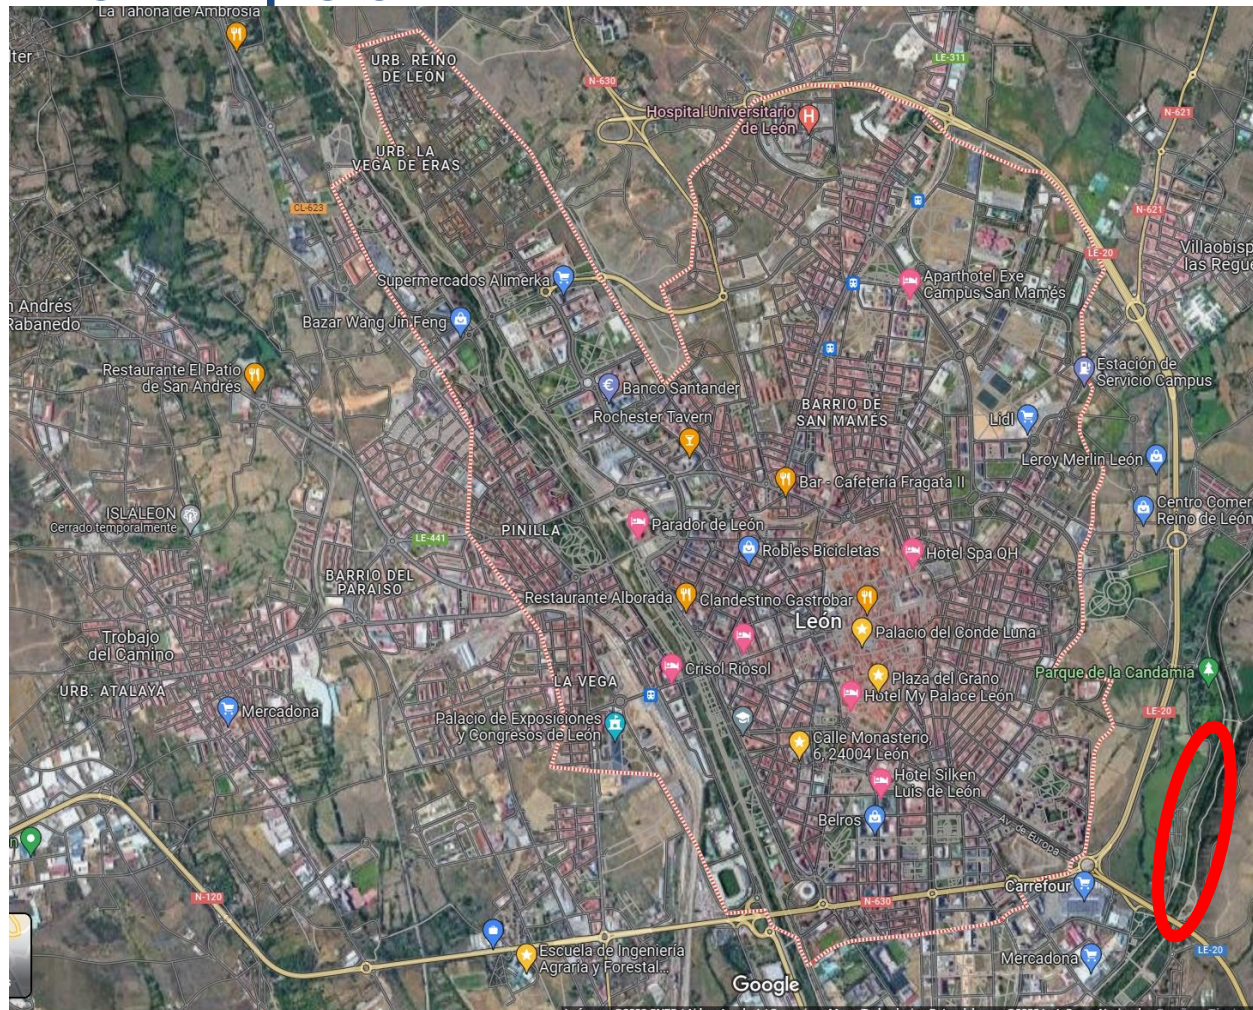 La Tahona de Ambrosia
URB. REINO
DE LEÓN
N-630
LE-311
N-621
Hospital Universitario
de León
URB. LA
VEGA DE ERAS
CL-623
N-621
Villaobisp
las Regue
LE-20
Supermercados Alimerka
Aparthotel Exe
Campus San Mamés
n Andrés
Rabanedo
Bazar Wang Jin Feng
Restaurante El Patio
de San Andrés
Banco Santander
Estación de
Servicio Campus
Rochester Tavern
BARRIO DE
SAN MAMÉS
Lidl
Leroy Merlin León
Bar - Cafetería Fragata II
ISLALEON
Cerrado temporalmente
Centro Comer
Reino de León
PINILLA
Parador de León
LE-441
Robles Bicicletas
Hotel Spa QH
BARRIO DEL
PARAISO
Restaurante Alborada
Clandestino Gastrobar
León
Palacio del Conde Luna
Trobajo
del Camino
Crisol Riosol
Parque de la Candamia
LA VEGA
Plaza del Grano
Hotel My Palace León
URB. ATALAYA
Mercadona
LE-20
Palacio de Exposiciones
y Congresos de León
Calle Monasterio,
6, 24004 León
Hotel Silken
Luis de León
Belros
Av. de Europa
N-120
N-630
Carrefour
Escuela de Ingeniería
Agraria y Forestal...
Mercadona
LE-20
Google